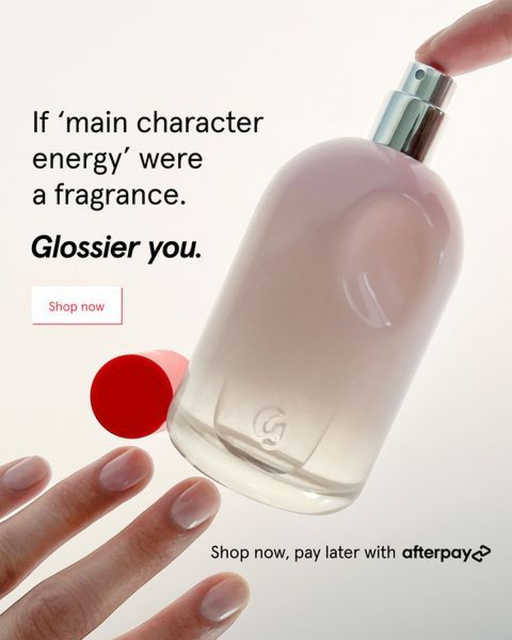 If ‘main character
energy’ were
a fragrance.
Glossier you.
Shop now
G
Shop now, pay later with afterpay